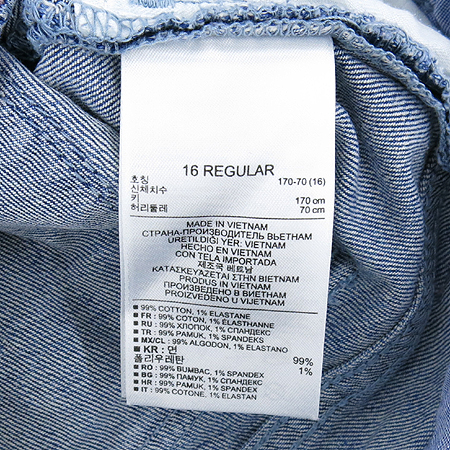 16 REGULAR
호칭 170-70 (16)
신체치수
키 170 cm
허리둘레 70 cm
MADE IN VIETNAM
СТРАНА-ПРОИЗВОДИТЕЛЬ ВЬЕТНАМ
ÜRETİLDİĞİ YER: VIETNAM
HECHO EN VIETNAM
CON TELA IMPORTADA
제조국 베트남
ΚΑΤΑΣΚΕΥΑΖΕΤΑΙ ΣΤΗΝ ΒΙΕΤΝΑΜ
PRODUS IN VIETNAM
ПРОИЗВЕДЕНО В ВИЕТНАМ
PROIZVEDENO U VIJETNAM
99% COTTON, 1% ELASTANE
FR : 99% COTON, 1% ÉLASTHANNE
RU : 99% ХЛОПОК, 1% СПАНДЕКС
TR : 99% PAMUK, 1% SPANDEKS
MX/CL : 99% ALGODON, 1% ELASTANO
KR : 면 99%
폴리우레탄 1%
RO : 99% BUMBAC, 1% SPANDEX
BG : 99% ПАМУК, 1% СПАНДЕКС
HR : 99% PAMUK, 1% SPANDEX
IT : 99% COTONE, 1% ELASTAN